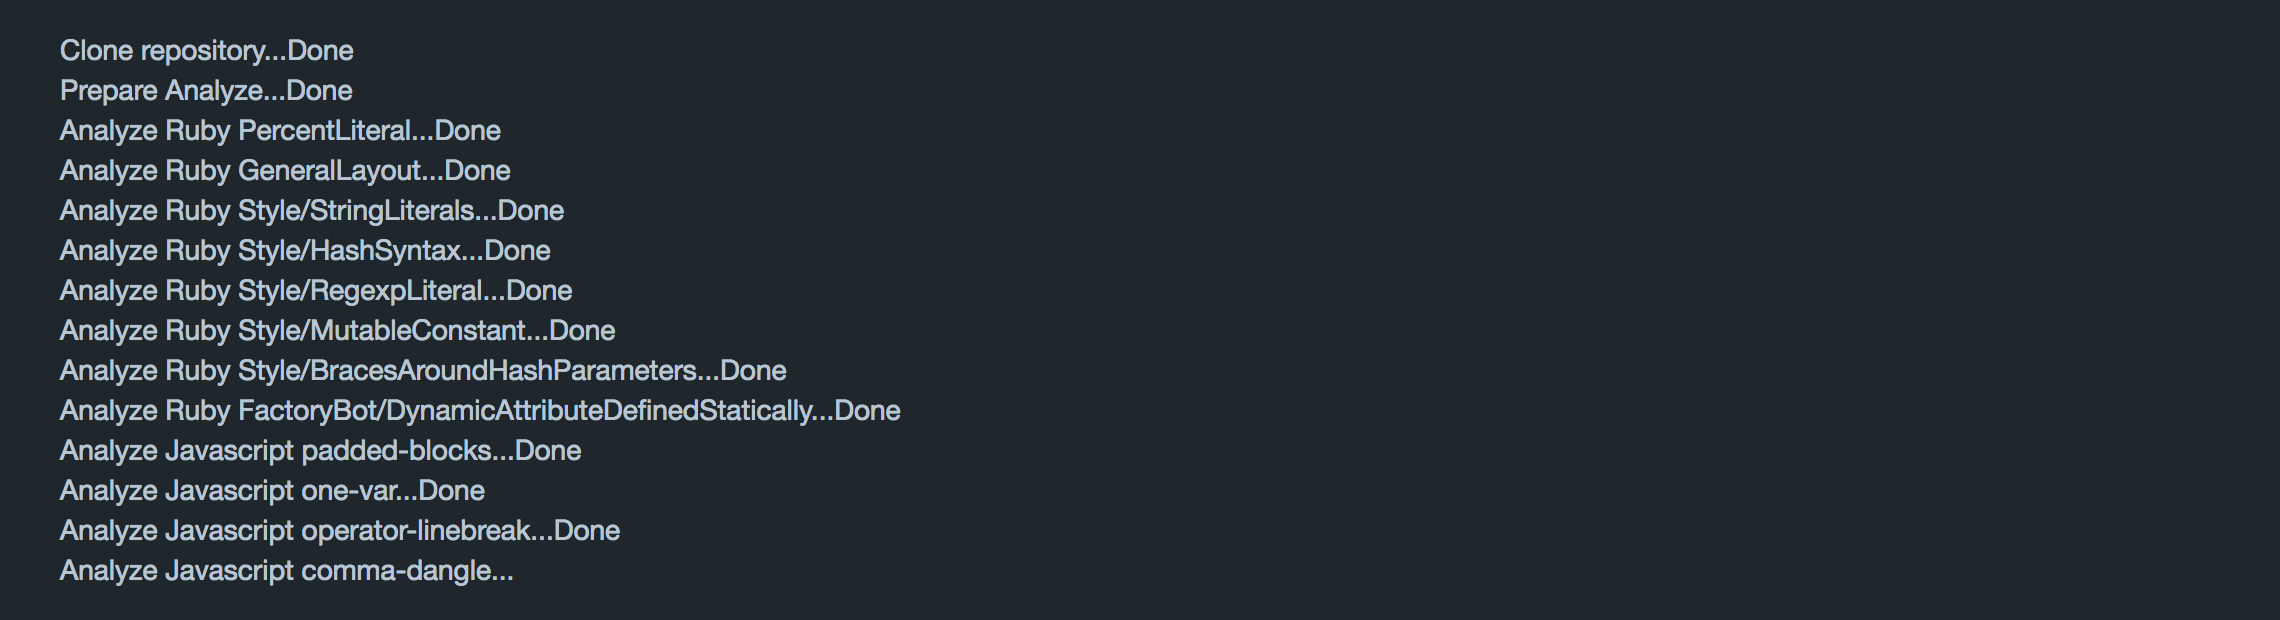 Clone repository...Done
Prepare Analyze...Done
Analyze Ruby PercentLiteral...Done
Analyze Ruby GeneralLayout...Done
Analyze Ruby Style/StringLiterals...Done
Analyze Ruby Style/HashSyntax...Done
Analyze Ruby Style/RegexpLiteral...Done
Analyze Ruby Style/MutableConstant...Done
Analyze Ruby Style/BracesAroundHashParameters...Done
Analyze Ruby FactoryBot/DynamicAttributeDefinedStatically...Done
Analyze Javascript padded-blocks...Done
Analyze Javascript one-var...Done
Analyze Javascript operator-linebreak...Done
Analyze Javascript comma-dangle...